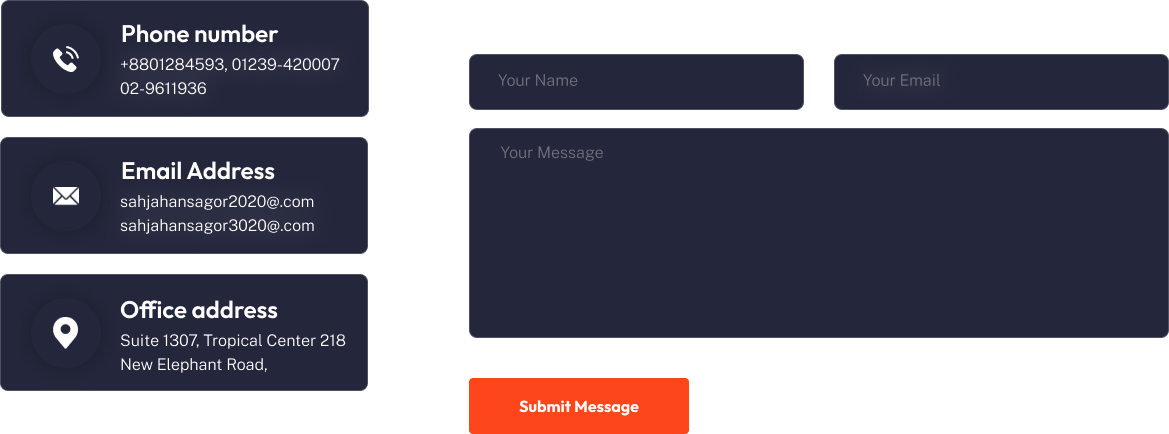 Phone number
+8801284593, 01239-420007
02-9611936
Email Address
sahjahansagor2020@.com
sahjahansagor3020@.com
Office address
Suite 1307, Tropical Center 218
New Elephant Road,
Your Name
Your Email
Your Message
Submit Message